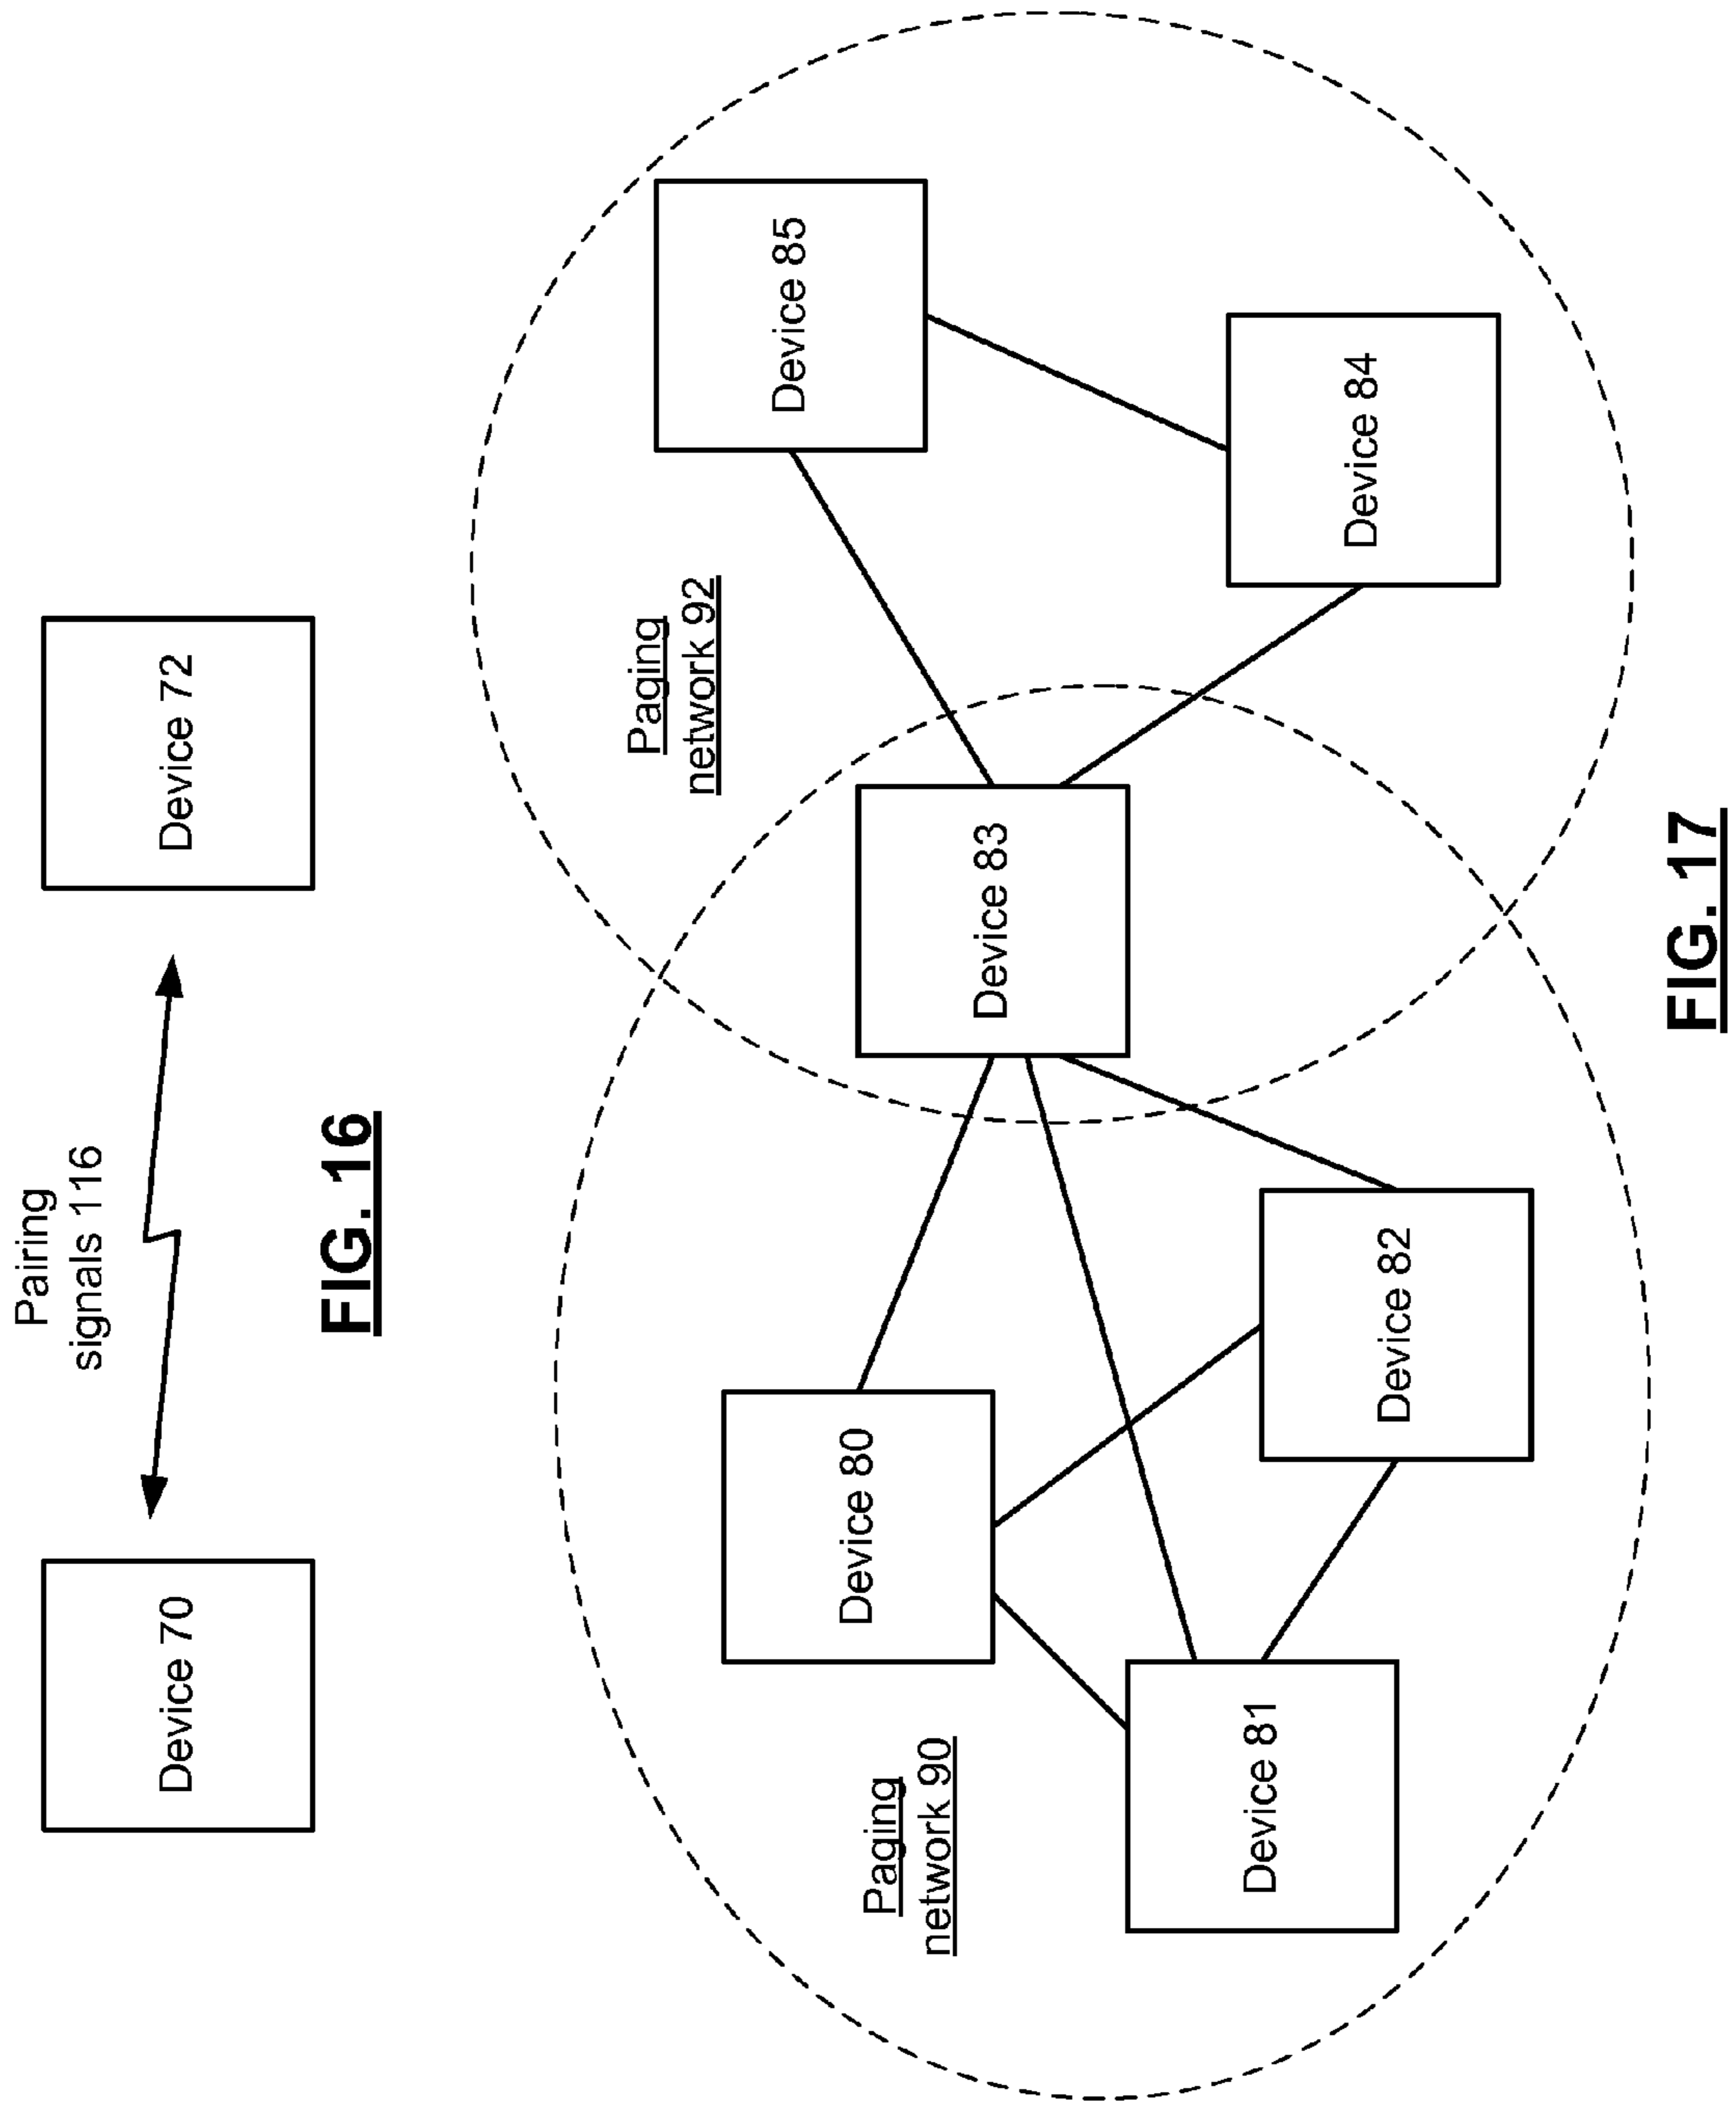 Pairing
signals 116
Device 70
Device 72
FIG. 16
Paging
network 92
Device 85
Device 80
Device 83
Paging
network 90
Device 84
Device 81
Device 82
FIG. 17